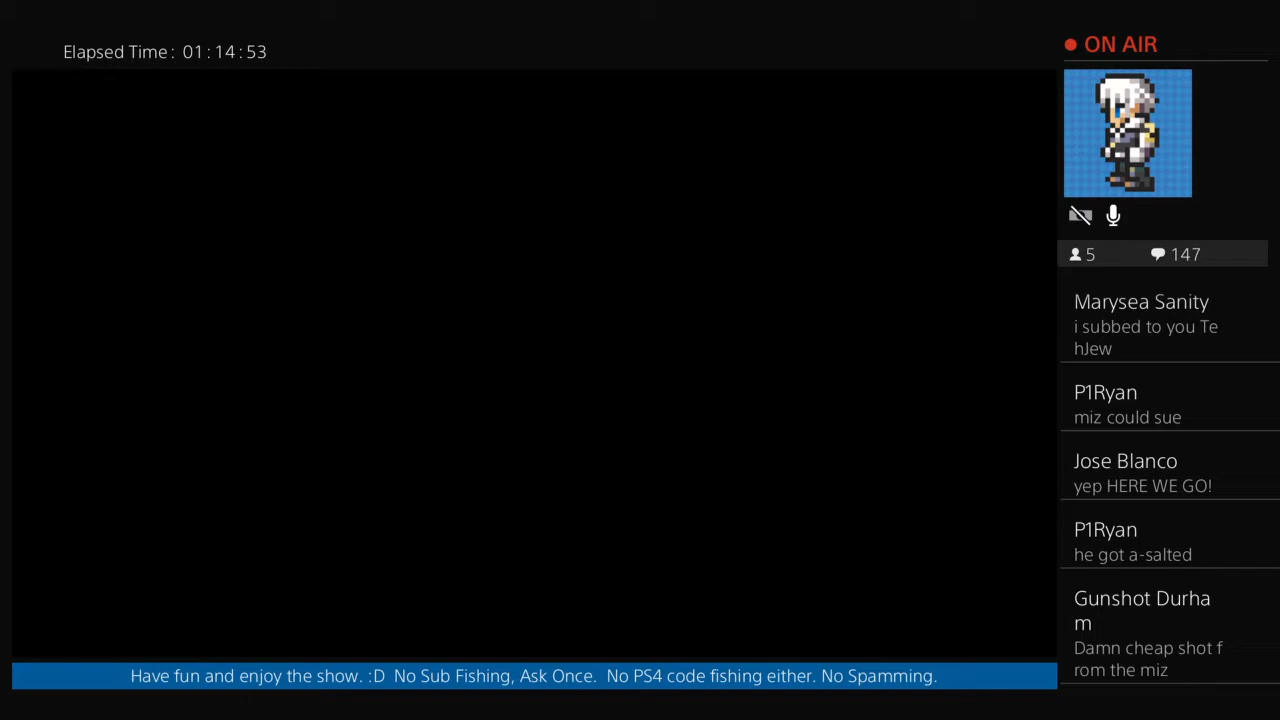 Elapsed Time: 01:14:53
ON AIR
5 147
Marysea Sanity
i subbed to you Te
hJew
P1Ryan
miz could sue
Jose Blanco
yep HERE WE GO!
P1Ryan
he got a-salted
Gunshot Durha
m
Damn cheap shot f
rom the miz
Have fun and enjoy the show. :D No Sub Fishing, Ask Once. No PS4 code fishing either. No Spamming.